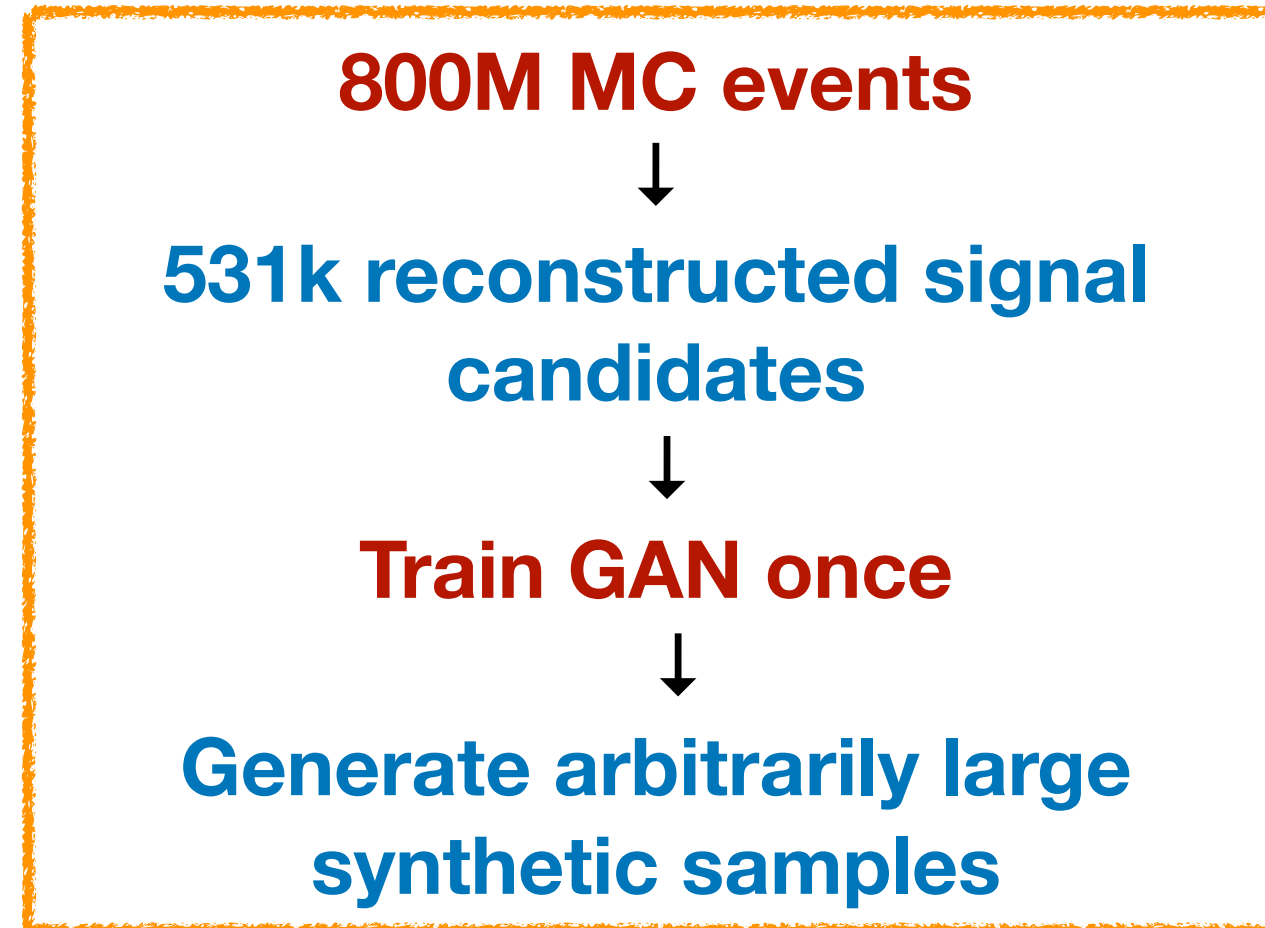 800M MC events
↓
531k reconstructed signal
candidates
↓
Train GAN once
↓
Generate arbitrarily large
synthetic samples